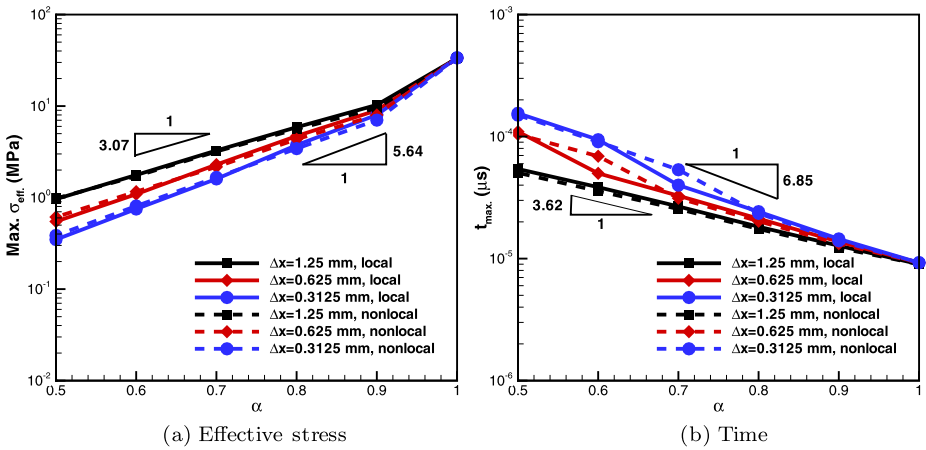 10²
10¹
10⁰
10⁻¹
10⁻²
Max. σeff. (MPa)
1
3.07
5.64
1
Δx=1.25 mm, local
Δx=0.625 mm, local
Δx=0.3125 mm, local
Δx=1.25 mm, nonlocal
Δx=0.625 mm, nonlocal
Δx=0.3125 mm, nonlocal
0.5 0.6 0.7 0.8 0.9 1
α
(a) Effective stress
10⁻³
10⁻⁴
10⁻⁵
10⁻⁶
tmax. (μs)
1
6.85
3.62
1
Δx=1.25 mm, local
Δx=0.625 mm, local
Δx=0.3125 mm, local
Δx=1.25 mm, nonlocal
Δx=0.625 mm, nonlocal
Δx=0.3125 mm, nonlocal
0.5 0.6 0.7 0.8 0.9 1
α
(b) Time